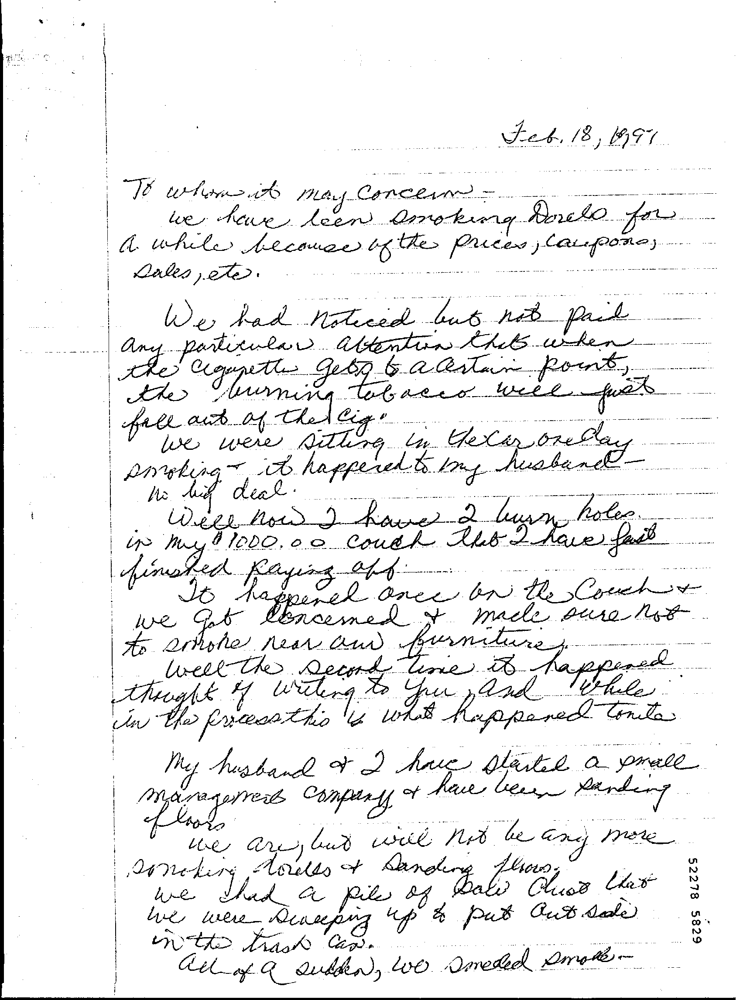 Feb. 18, 1991
To whom it may concern -
we have been smoking Dorels for
a while because of the prices, coupons,
sales, etc.
We had noticed but not paid
any particular attention that when
the cigarette gets to a certain point,
the burning tobacco will just
fall out of the cig.
We were sitting in the car one day
smoking - it happened to my husband -
no big deal.
Well now I have 2 burn holes
in my $1000.00 couch that I have just
finished paying off.
It happened once on the couch &
we got concerned & made sure not
to smoke near our furniture.
Well the second time it happened
thought of writing to you, and while
in the process this is what happened tonite
My husband & I have started a small
management company & have been sanding
floors
we are, but will not be any more
smoking dorells & sanding floors.
we had a pile of saw dust that
we were sweeping up to put outside
in the trash can.
all of a sudden, we smelled smoke -
52278 5829